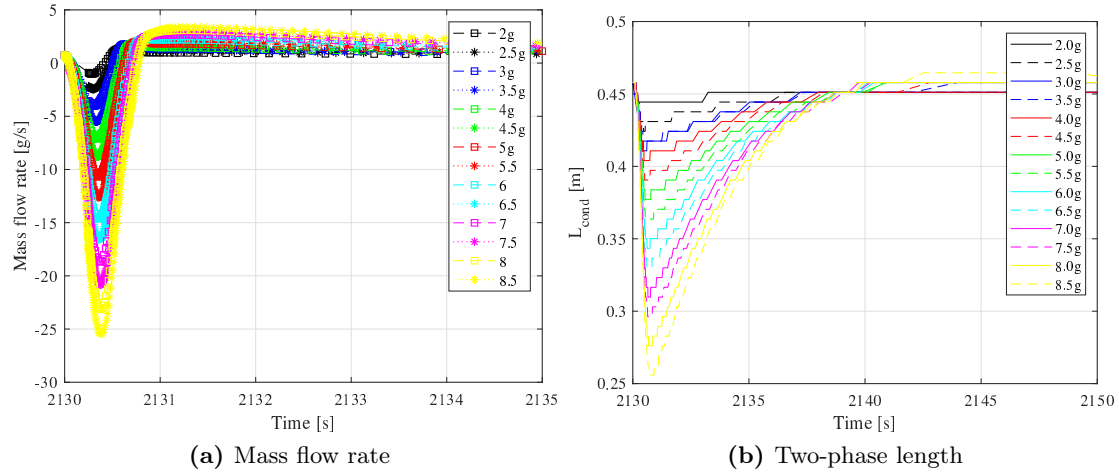 5
0
-5
-10
-15
-20
-25
-30
2130
2131
2132
2133
2134
2135
Mass flow rate [g/s]
Time [s]
2g
2.5g
3g
3.5g
4g
4.5g
5g
5.5
6
6.5
7
7.5
8
8.5
(a) Mass flow rate
0.5
0.45
0.4
0.35
0.3
0.25
2130
2135
2140
2145
2150
L_cond [m]
Time [s]
2.0g
2.5g
3.0g
3.5g
4.0g
4.5g
5.0g
5.5g
6.0g
6.5g
7.0g
7.5g
8.0g
8.5g
(b) Two-phase length